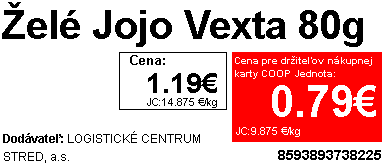 Želé Jojo Vexta 80g
Cena:
1.19€
JC:14.875 €/kg
Cena pre držiteľov nákupnej
karty COOP Jednota:
0.79€
JC:9.875 €/kg
Dodávateľ: LOGISTICKÉ CENTRUM
STRED, a.s.
8593893738225